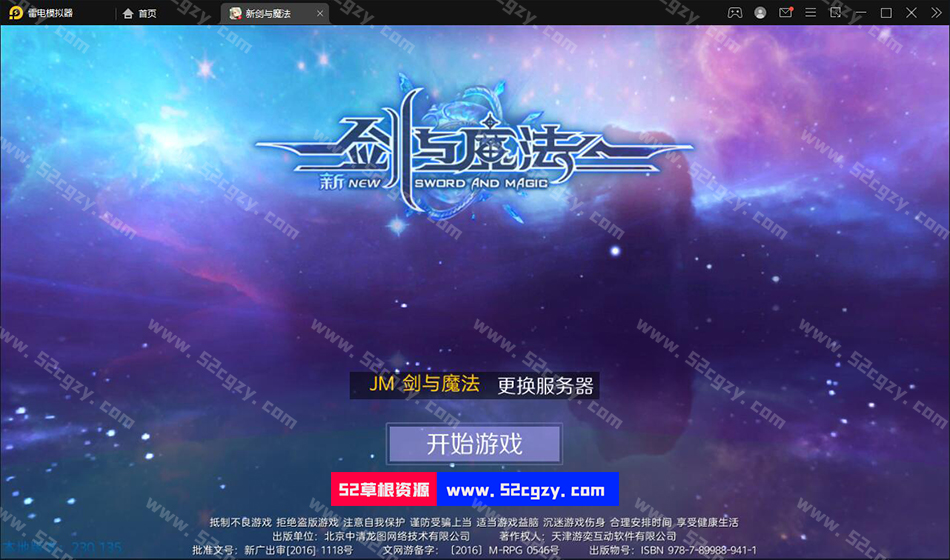 雷电模拟器
首页
新剑与魔法
剑与魔法
新 NEW SWORD AND MAGIC
JM 剑与魔法 更换服务器
开始游戏
52草根资源 www.52cgzy.com
抵制不良游戏 拒绝盗版游戏 注意自我保护 谨防受骗上当 适当游戏益脑 沉迷游戏伤身 合理安排时间 享受健康生活
出版单位：北京中清龙图网络技术有限公司 著作权人：天津游奕互动软件有限公司
批准文号：新广出审[2016] 1118号 文网游备字：〔2016〕M-RPG 0546号 出版物号：ISBN 978-7-89988-941-1
www.52cgzy.com